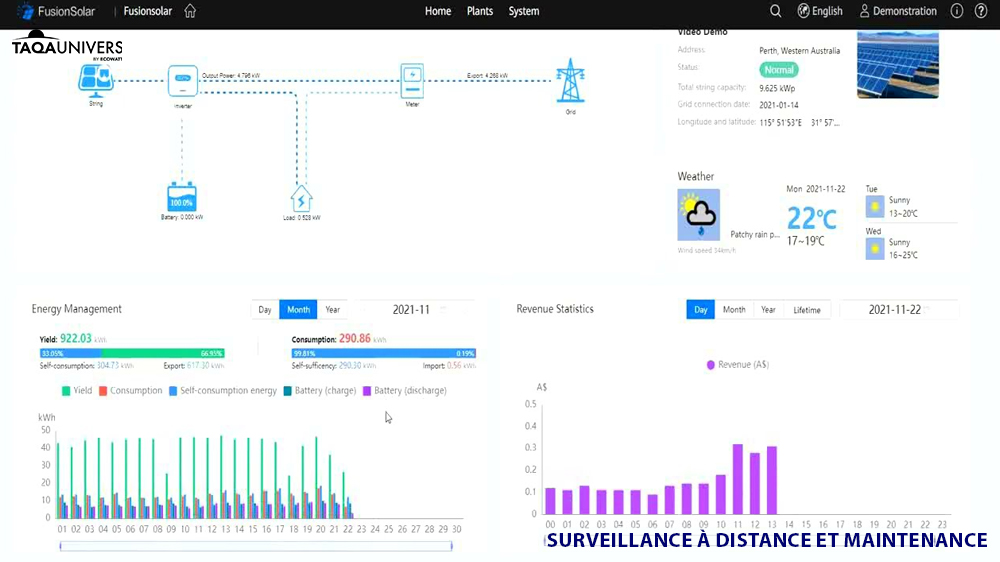 FusionSolar | Fusionsolar Home Plants System English Demonstration
TAQAUNIVERS
BY ECOWATT
Output Power: 4.796 kW
Export: 4.268 kW
String
Inverter
Meter
Grid
100.0%
Battery: 0.000 kW
Load: 0.528 kW
Video Demo
Address: Perth, Western Australia
Status: Normal
Total string capacity: 9.625 kWp
Grid connection date: 2021-01-14
Longitude and latitude: 115° 51'53"E 31° 57'...
Weather
Mon 2021-11-22
22℃
17~19℃
Patchy rain p...
Wind speed 34km/h
Tue
Sunny
13~20℃
Wed
Sunny
16~25℃
Energy Management
Day Month Year
2021-11
Yield: 922.03 kWh
33.05% 66.95%
Self-consumption: 304.73 kWh Export: 617.30 kWh
Consumption: 290.86 kWh
99.81% 0.19%
Self-sufficency: 290.30 kWh Import: 0.56 kWh
Yield Consumption Self-consumption energy Battery (charge) Battery (discharge)
kWh
50
40
30
20
10
0
01 02 03 04 05 06 07 08 09 10 11 12 13 14 15 16 17 18 19 20 21 22 23 24 25 26 27 28 29 30
Revenue Statistics
Day Month Year Lifetime
2021-11-22
Revenue (A$)
A$
0.5
0.4
0.3
0.2
0.1
0
00 01 02 03 04 05 06 07 08 09 10 11 12 13 14 15 16 17 18 19 20 21 22 23
SURVEILLANCE À DISTANCE ET MAINTENANCE